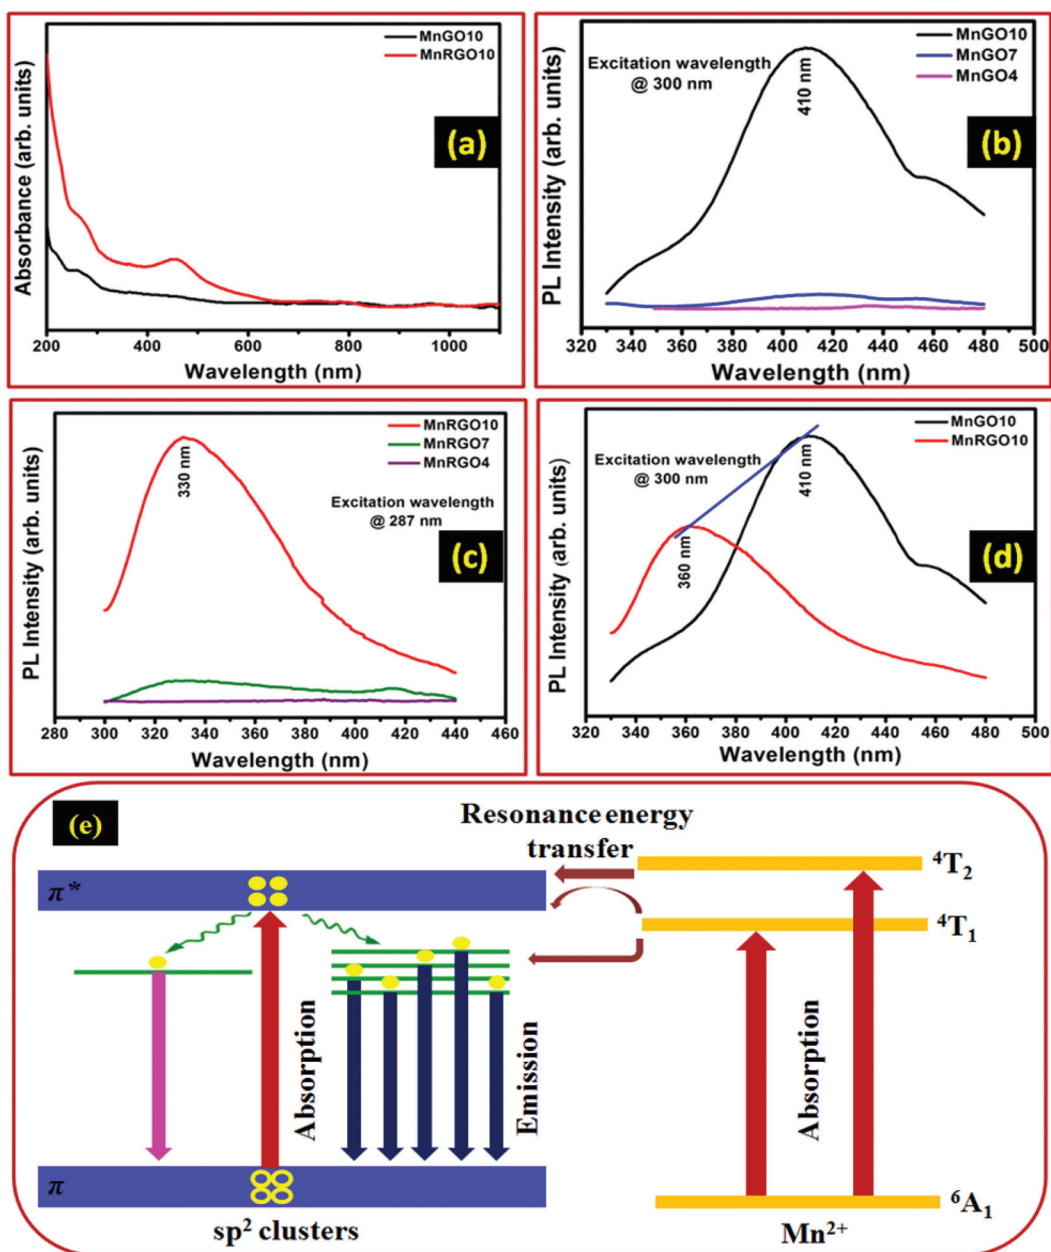 MnGO10
MnRGO10
(a)
Absorbance (arb. units)
200 400 600 800 1000
Wavelength (nm)
MnGO10
MnGO7
MnGO4
Excitation wavelength
@ 300 nm
410 nm
(b)
PL Intensity (arb. units)
320 340 360 380 400 420 440 460 480 500
Wavelength (nm)
MnRGO10
MnRGO7
MnRGO4
330 nm
Excitation wavelength
@ 287 nm
(c)
PL Intensity (arb. units)
280 300 320 340 360 380 400 420 440 460
Wavelength (nm)
MnGO10
MnRGO10
Excitation wavelength
@ 300 nm
410 nm
360 nm
(d)
PL Intensity (arb. units)
320 340 360 380 400 420 440 460 480 500
Wavelength (nm)
(e)
Resonance energy
transfer
π*
⁴T₂
⁴T₁
Absorption
Emission
Absorption
π
⁶A₁
sp² clusters
Mn²⁺